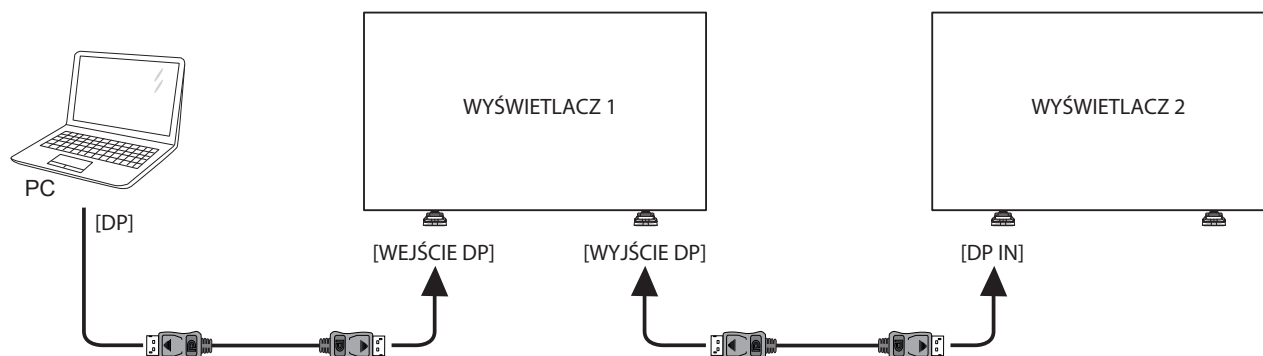 WYŚWIETLACZ 1
WYŚWIETLACZ 2
PC
[DP]
[WEJŚCIE DP]
[WYJŚCIE DP]
[DP IN]